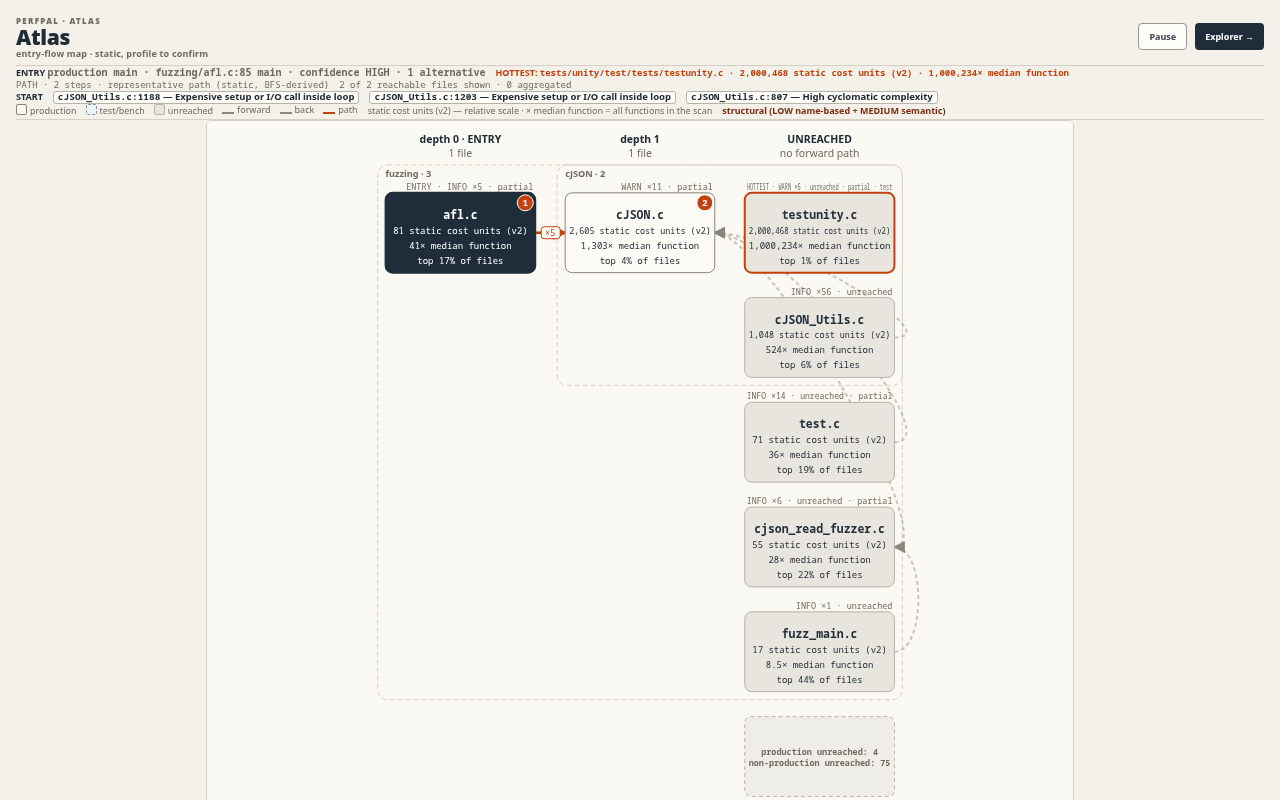 PERFPAL · ATLAS
Atlas
entry-flow map · static, profile to confirm
Pause
Explorer →
ENTRY production main · fuzzing/afl.c:85 main · confidence HIGH · 1 alternative HOTTEST: tests/unity/test/tests/testunity.c · 2,000,468 static cost units (v2) · 1,000,234× median function
PATH · 2 steps · representative path (static, BFS-derived) 2 of 2 reachable files shown · 0 aggregated
START cJSON_Utils.c:1188 — Expensive setup or I/O call inside loop cJSON_Utils.c:1203 — Expensive setup or I/O call inside loop cJSON_Utils.c:807 — High cyclomatic complexity
production test/bench unreached forward back path static cost units (v2) — relative scale · × median function = all functions in the scan structural (LOW name-based + MEDIUM semantic)
depth 0 · ENTRY
1 file
depth 1
1 file
UNREACHED
no forward path
fuzzing · 3
cJSON · 2
ENTRY · INFO ×5 · partial
1
afl.c
81 static cost units (v2)
41× median function
top 17% of files
×5
WARN ×11 · partial
2
cJSON.c
2,605 static cost units (v2)
1,303× median function
top 4% of files
HOTTEST · WARN ×6 · unreached · partial · test
testunity.c
2,000,468 static cost units (v2)
1,000,234× median function
top 1% of files
INFO ×56 · unreached
cJSON_Utils.c
1,048 static cost units (v2)
524× median function
top 6% of files
INFO ×14 · unreached · partial
test.c
71 static cost units (v2)
36× median function
top 19% of files
INFO ×6 · unreached · partial
cjson_read_fuzzer.c
55 static cost units (v2)
28× median function
top 22% of files
INFO ×1 · unreached
fuzz_main.c
17 static cost units (v2)
8.5× median function
top 44% of files
production unreached: 4
non-production unreached: 75